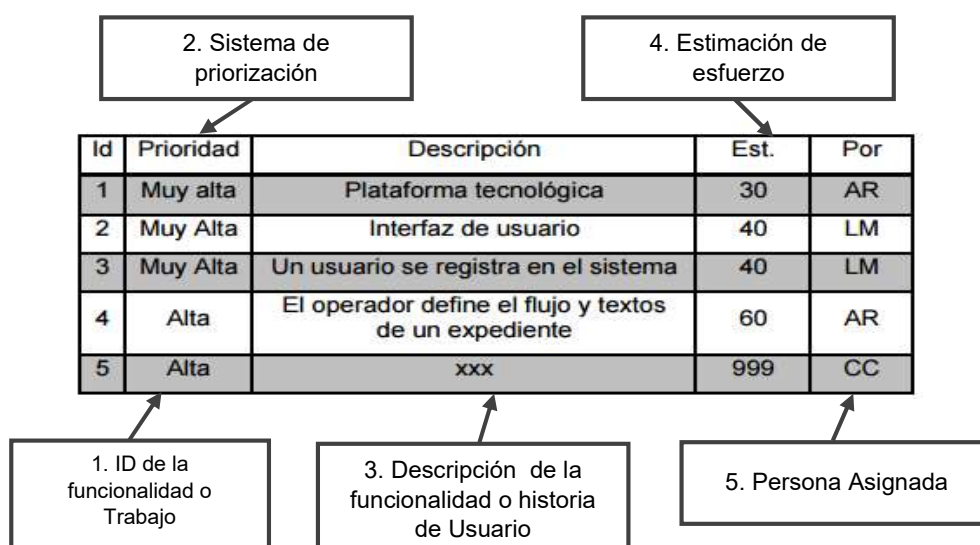 2. Sistema de
priorización
4. Estimación de
esfuerzo
Id Prioridad Descripción Est. Por
1 Muy alta Plataforma tecnológica 30 AR
2 Muy Alta Interfaz de usuario 40 LM
3 Muy Alta Un usuario se registra en el sistema 40 LM
4 Alta El operador define el flujo y textos
de un expediente 60 AR
5 Alta xxx 999 CC
1. ID de la
funcionalidad o
Trabajo
3. Descripción de la
funcionalidad o historia
de Usuario
5. Persona Asignada